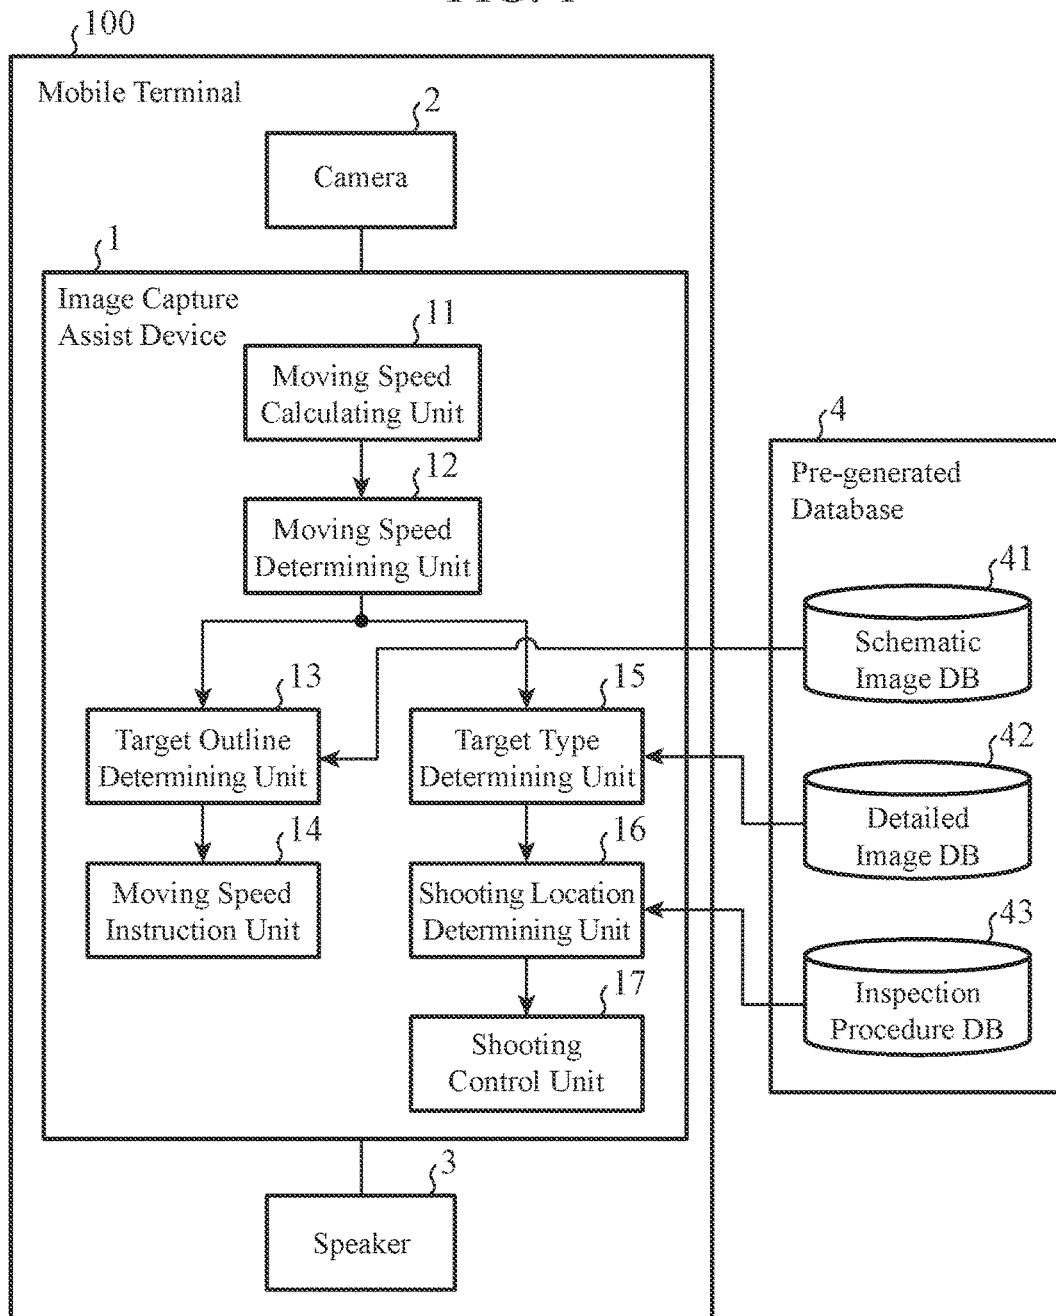 100
Mobile Terminal
2
Camera
1
Image Capture
Assist Device
11
Moving Speed
Calculating Unit
12
Moving Speed
Determining Unit
13
Target Outline
Determining Unit
14
Moving Speed
Instruction Unit
15
Target Type
Determining Unit
16
Shooting Location
Determining Unit
17
Shooting
Control Unit
3
Speaker
4
Pre-generated
Database
41
Schematic
Image DB
42
Detailed
Image DB
43
Inspection
Procedure DB